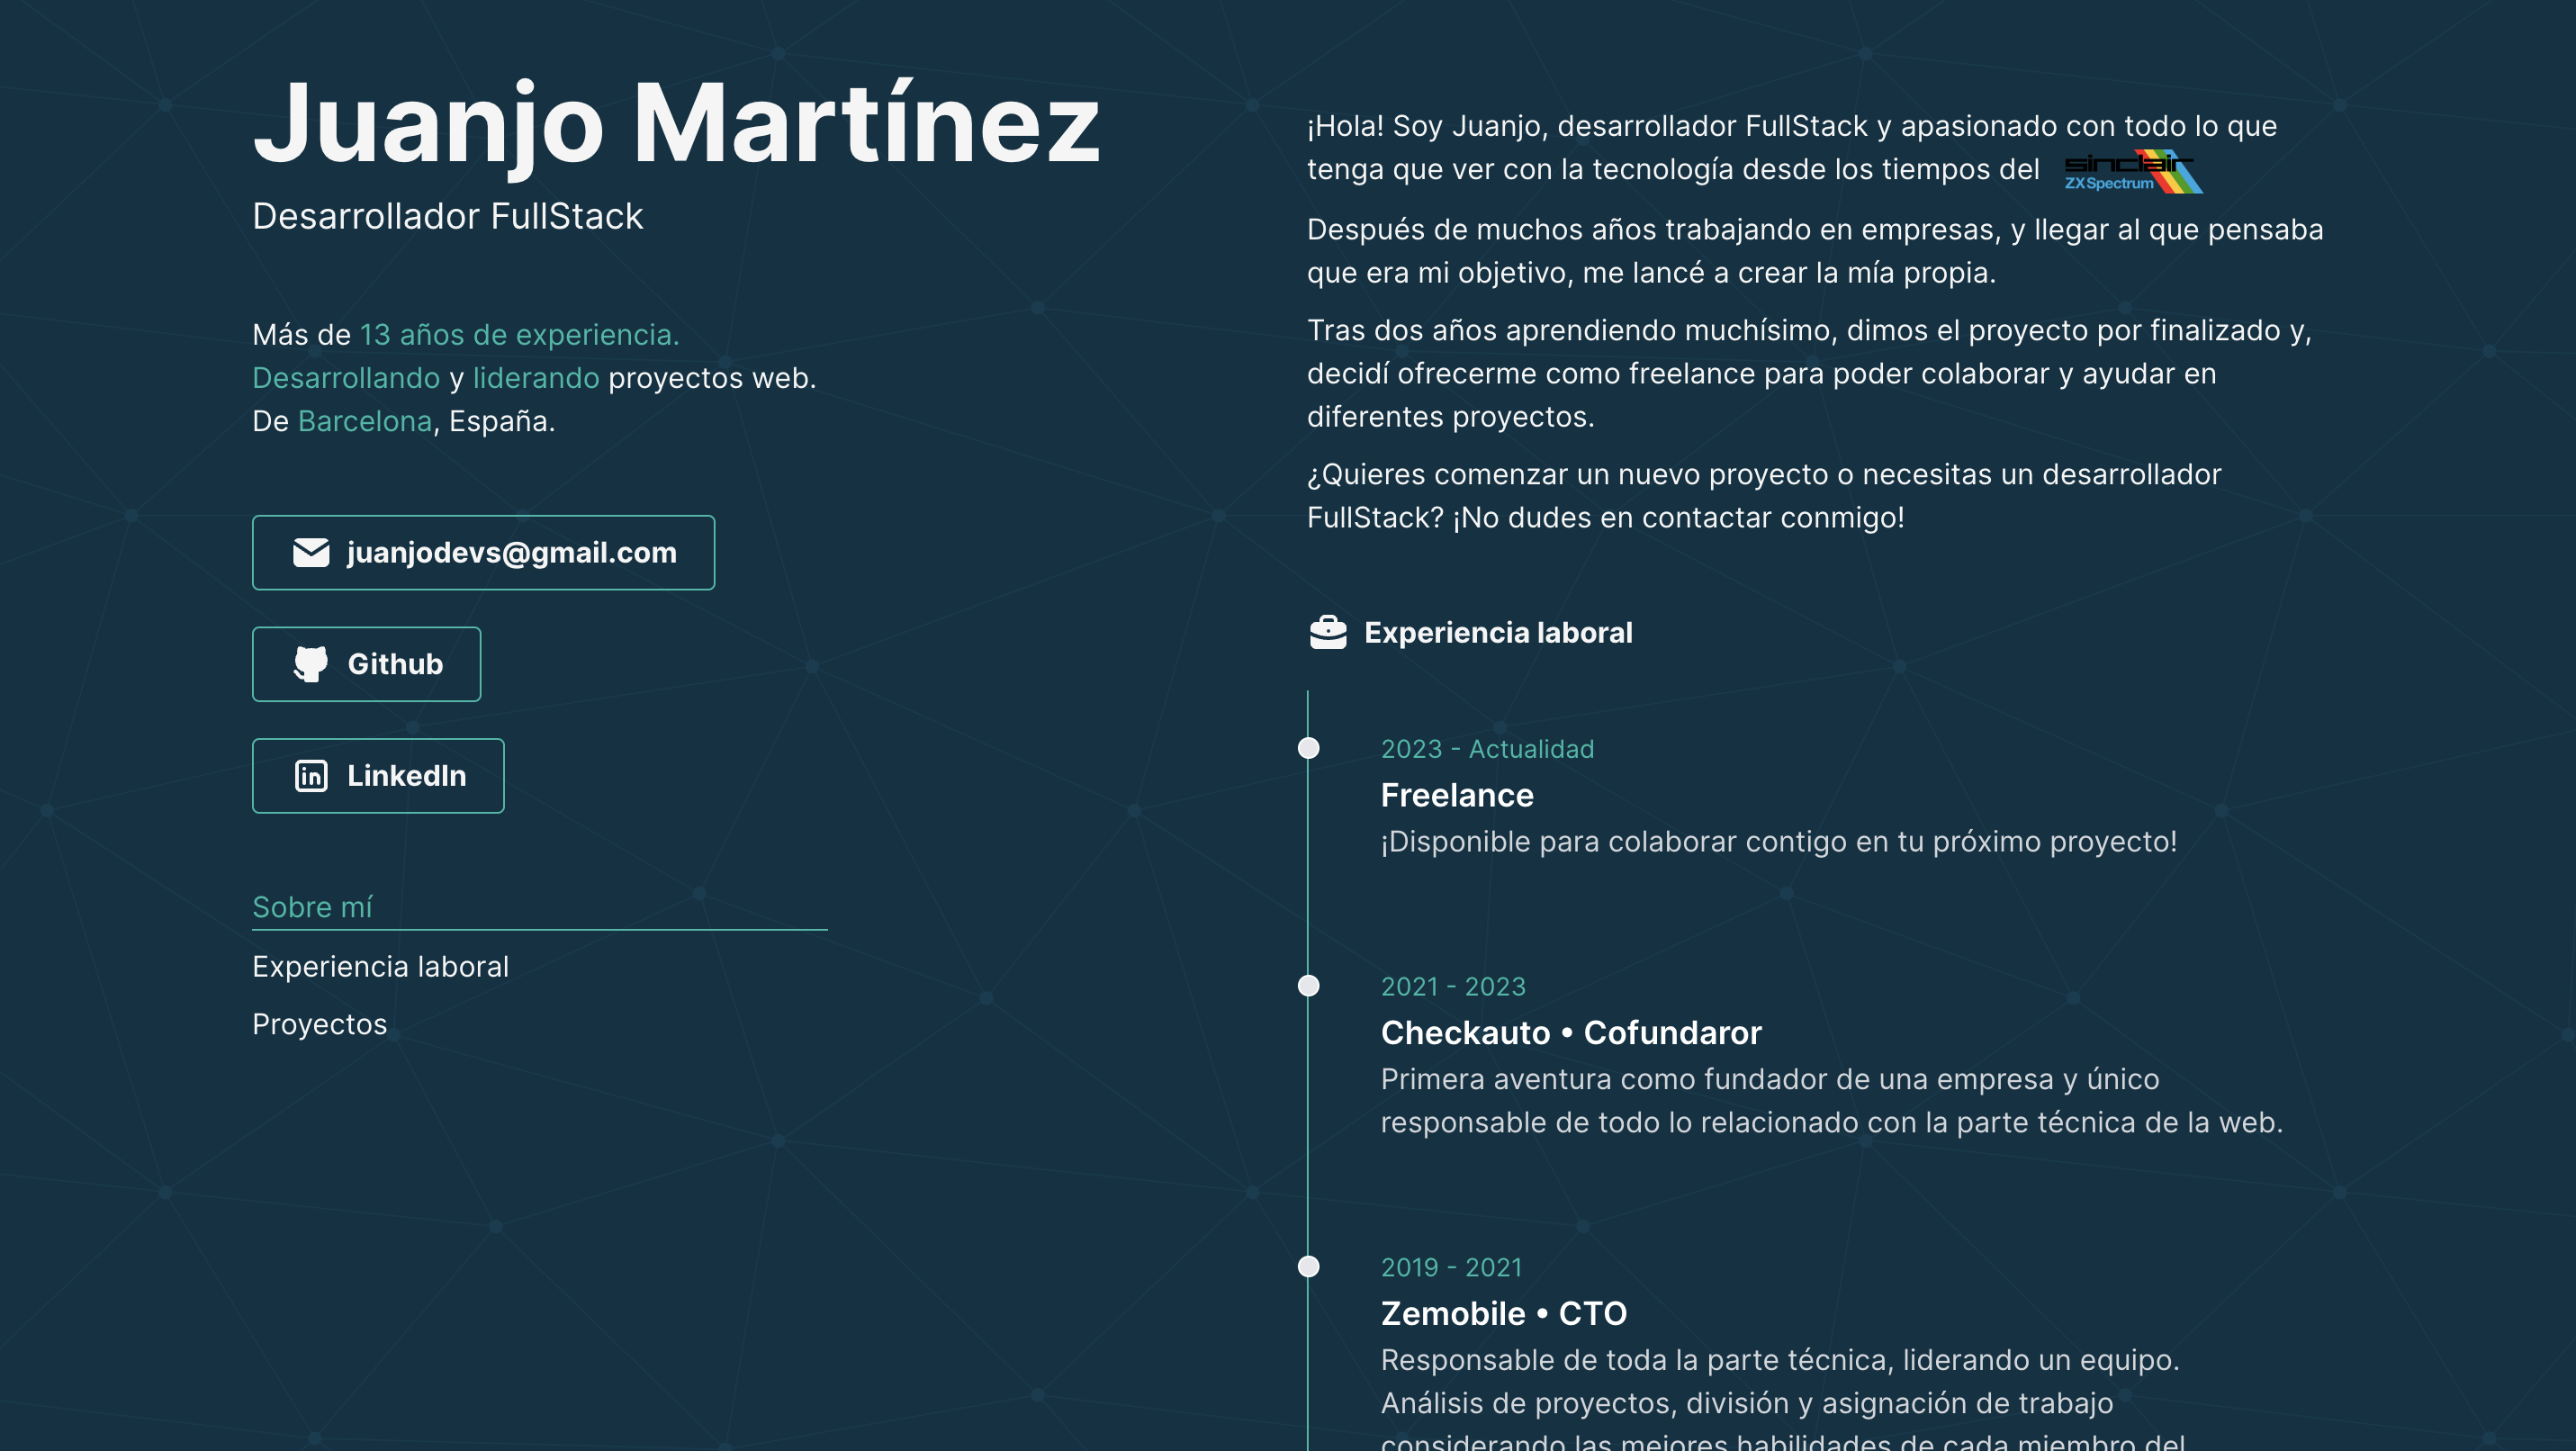 Juanjo Martínez
Desarrollador FullStack
Más de 13 años de experiencia.
Desarrollando y liderando proyectos web.
De Barcelona, España.
juanjodevs@gmail.com
Github
LinkedIn
Sobre mí
Experiencia laboral
Proyectos
¡Hola! Soy Juanjo, desarrollador FullStack y apasionado con todo lo que
tenga que ver con la tecnología desde los tiempos del
sinclair
ZX Spectrum
Después de muchos años trabajando en empresas, y llegar al que pensaba
que era mi objetivo, me lancé a crear la mía propia.
Tras dos años aprendiendo muchísimo, dimos el proyecto por finalizado y,
decidí ofrecerme como freelance para poder colaborar y ayudar en
diferentes proyectos.
¿Quieres comenzar un nuevo proyecto o necesitas un desarrollador
FullStack? ¡No dudes en contactar conmigo!
Experiencia laboral
2023 - Actualidad
Freelance
¡Disponible para colaborar contigo en tu próximo proyecto!
2021 - 2023
Checkauto • Cofundaror
Primera aventura como fundador de una empresa y único
responsable de todo lo relacionado con la parte técnica de la web.
2019 - 2021
Zemobile • CTO
Responsable de toda la parte técnica, liderando un equipo.
Análisis de proyectos, división y asignación de trabajo
considerando las mejores habilidades de cada miembro del